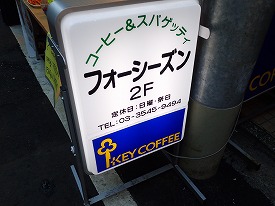 コーヒー&スパゲッティ
フォーシーズン
2F
定休日:日曜・祭日
TEL:03-3545-9494
KEY COFFEE